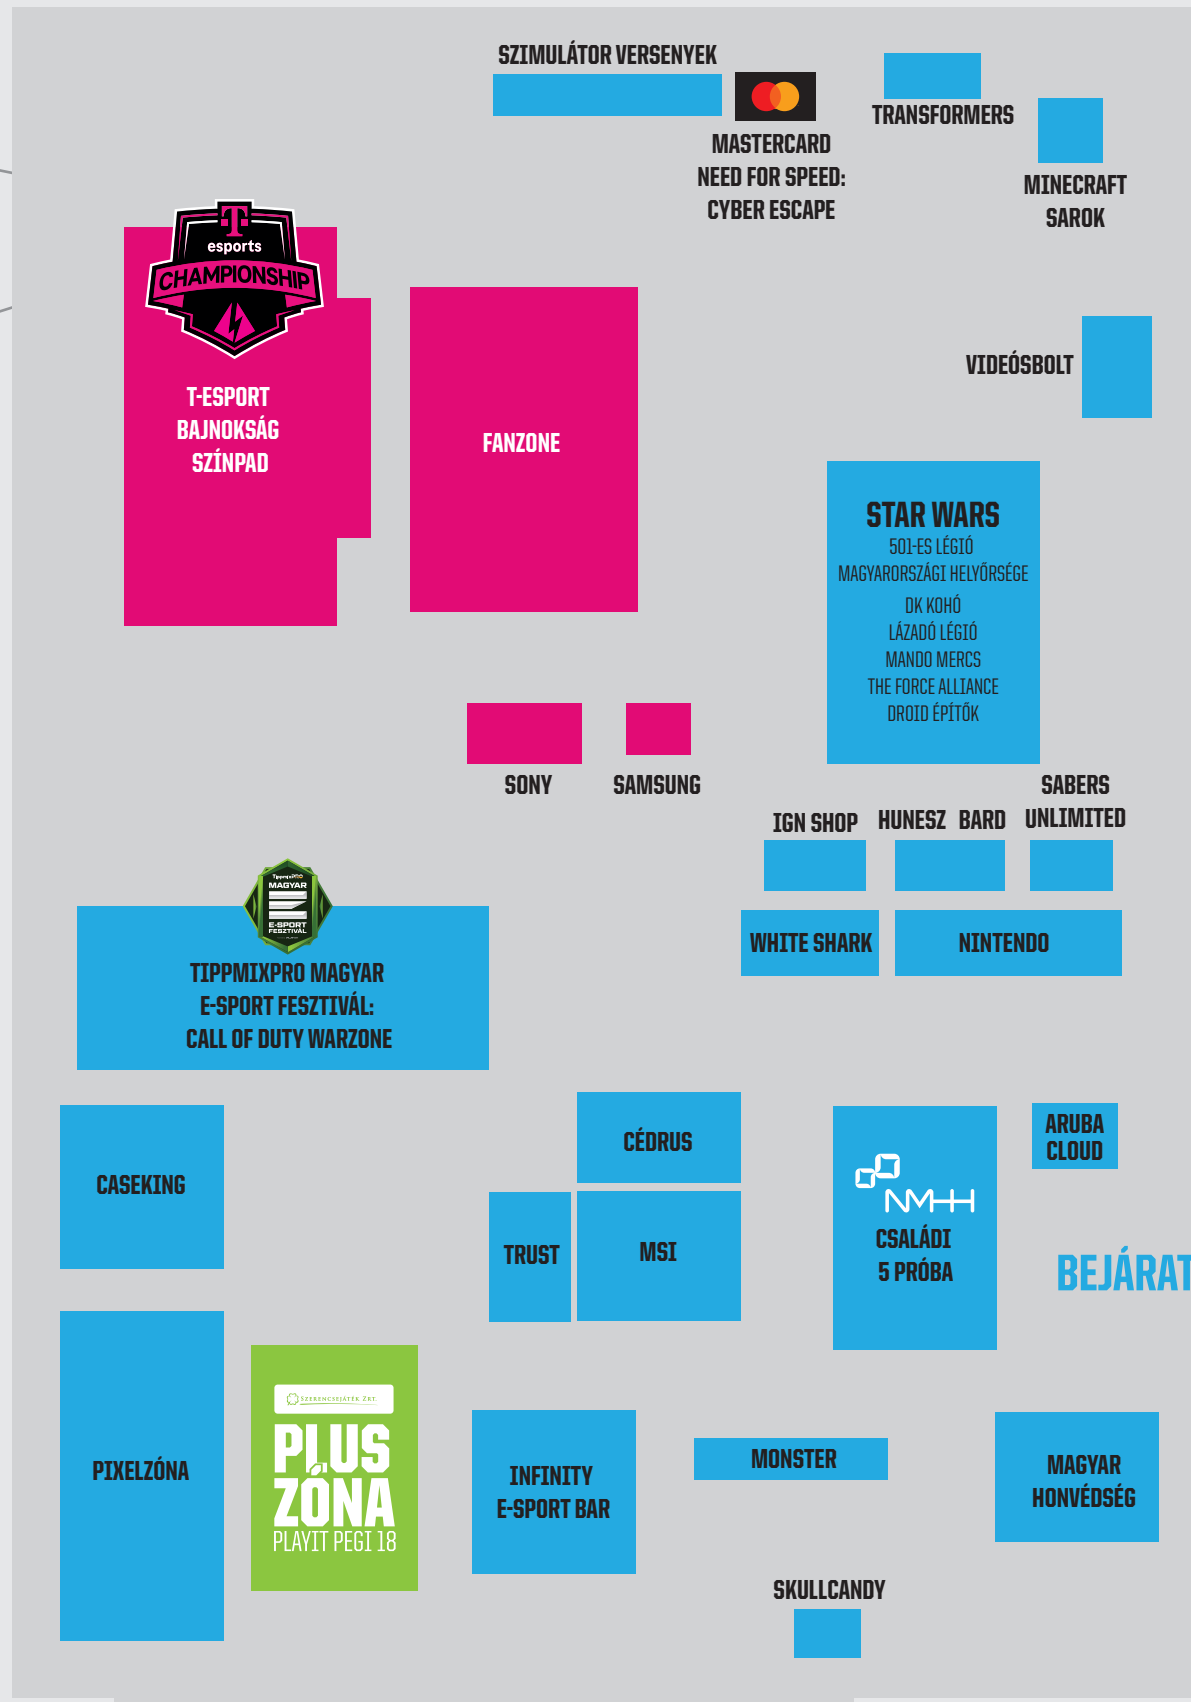 SZIMULÁTOR VERSENYEK
MASTERCARD
NEED FOR SPEED:
CYBER ESCAPE
TRANSFORMERS
MINECRAFT
SAROK
T
esports
CHAMPIONSHIP
T-ESPORT
BAJNOKSÁG
SZÍNPAD
FANZONE
VIDEÓSBOLT
STAR WARS
501-ES LÉGIÓ
MAGYARORSZÁGI HELYŐRSÉGE
DK KOHÓ
LÁZADÓ LÉGIÓ
MANDO MERCS
THE FORCE ALLIANCE
DROID ÉPÍTŐK
SONY
SAMSUNG
IGN SHOP
HUNESZ BARD
SABERS
UNLIMITED
WHITE SHARK
NINTENDO
TippmixPRO
MAGYAR
E-SPORT
FESZTIVÁL
TIPPMIXPRO MAGYAR
E-SPORT FESZTIVÁL:
CALL OF DUTY WARZONE
CASEKING
CÉDRUS
TRUST
MSI
NMHH
CSALÁDI
5 PRÓBA
ARUBA
CLOUD
BEJÁRAT
PIXELZÓNA
SZERENCSEJÁTÉK ZRT.
PLUS
ZÓNA
PLAYIT PEGI 18
INFINITY
E-SPORT BAR
MONSTER
MAGYAR
HONVÉDSÉG
SKULLCANDY